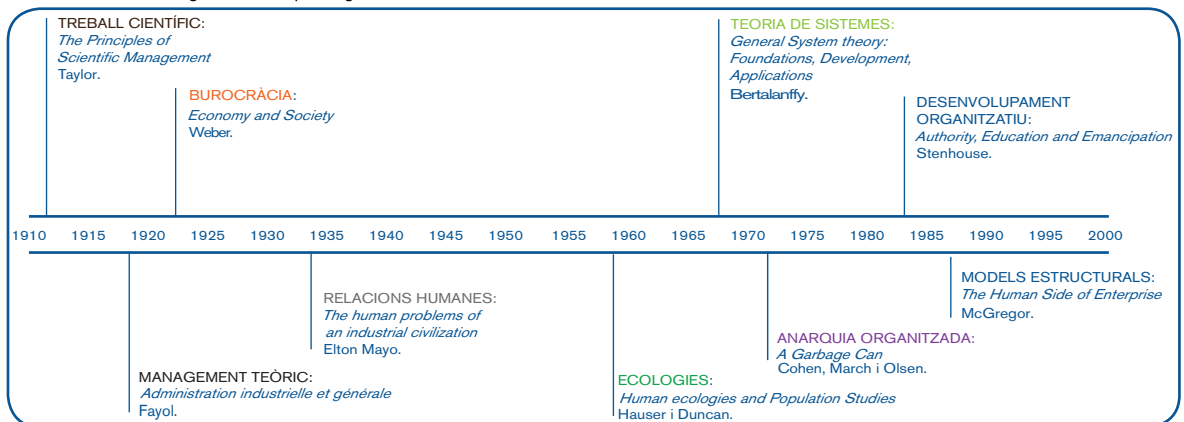 TREBALL CIENTÍFIC:
The Principles of
Scientific Management
Taylor.
BUROCRÀCIA:
Economy and Society
Weber.
TEORIA DE SISTEMES:
General System theory:
Foundations, Development,
Applications
Bertalanffy.
DESENVOLUPAMENT
ORGANITZATIU:
Authority, Education and Emancipation
Stenhouse.
1910 1915 1920 1925 1930 1935 1940 1945 1950 1955 1960 1965 1970 1975 1980 1985 1990 1995 2000
MANAGEMENT TEÒRIC:
Administration industrielle et générale
Fayol.
RELACIONS HUMANES:
The human problems of
an industrial civilization
Elton Mayo.
ECOLOGIES:
Human ecologies and Population Studies
Hauser i Duncan.
ANARQUIA ORGANITZADA:
A Garbage Can
Cohen, March i Olsen.
MODELS ESTRUCTURALS:
The Human Side of Enterprise
McGregor.